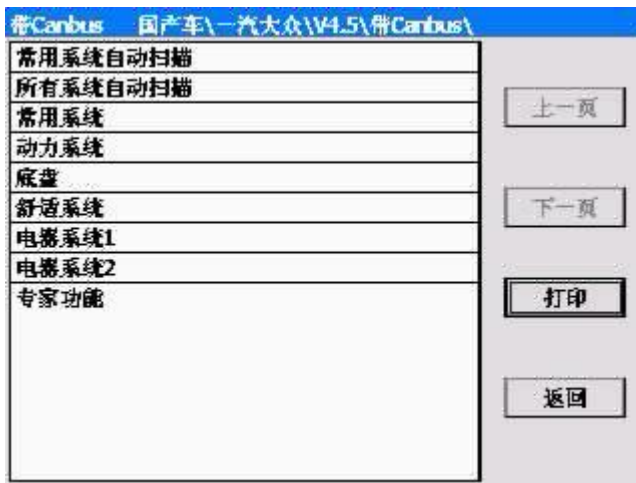 带Canbus 国产车\一汽大众\V4.5\带Canbus\
常用系统自动扫描
所有系统自动扫描
常用系统
动力系统
底盘
舒适系统
电器系统1
电器系统2
专家功能
上一页
下一页
打印
返回